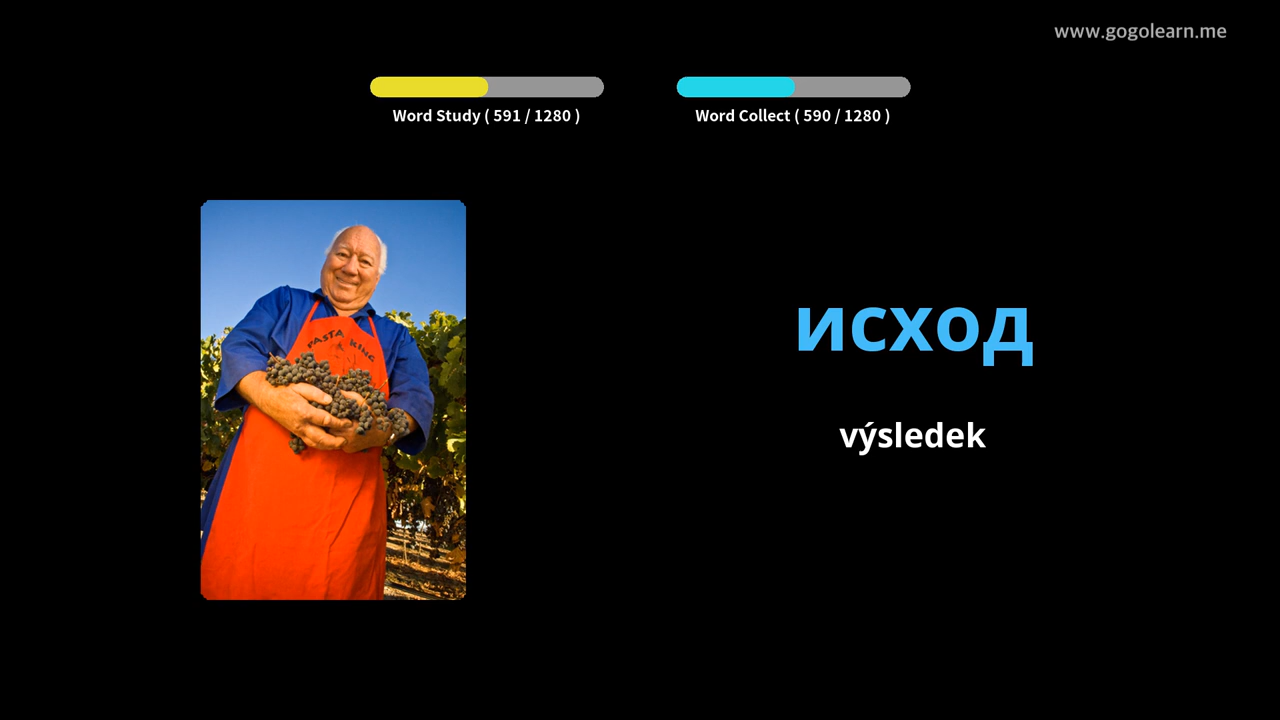 www.gogolearn.me
Word Study ( 591 / 1280 )
Word Collect ( 590 / 1280 )
PASTA KING
исход
výsledek